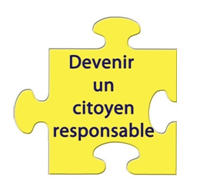 Devenir
un
citoyen
responsable